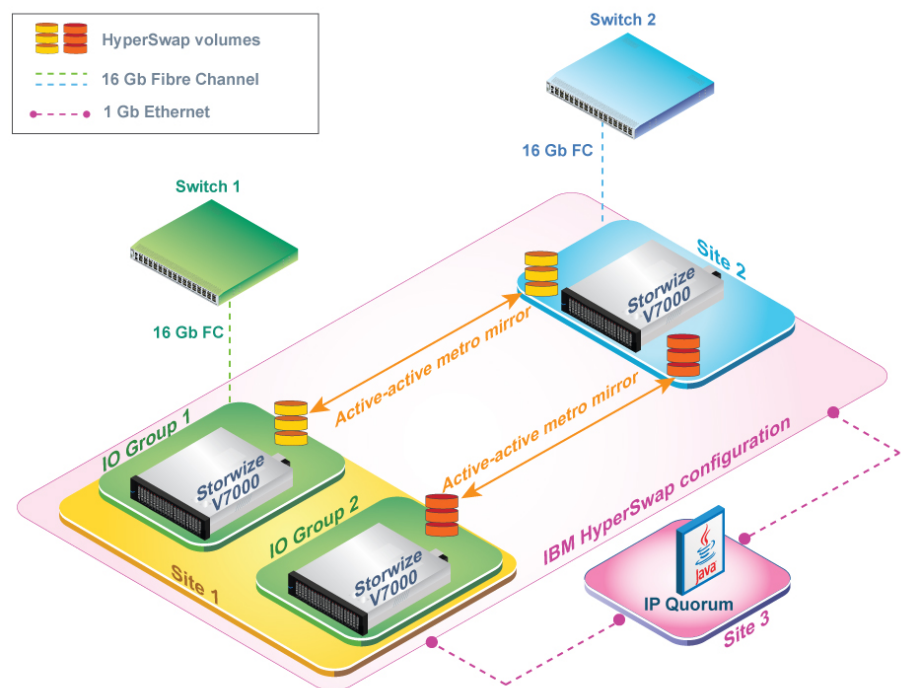 HyperSwap volumes
16 Gb Fibre Channel
1 Gb Ethernet
Switch 2
16 Gb FC
Switch 1
16 Gb FC
Site 2
Storwize
V7000
Active-active metro mirror
Active-active metro mirror
IO Group 1
Storwize
V7000
IO Group 2
Storwize
V7000
Site 1
IBM HyperSwap configuration
Java
IP Quorum
Site 3